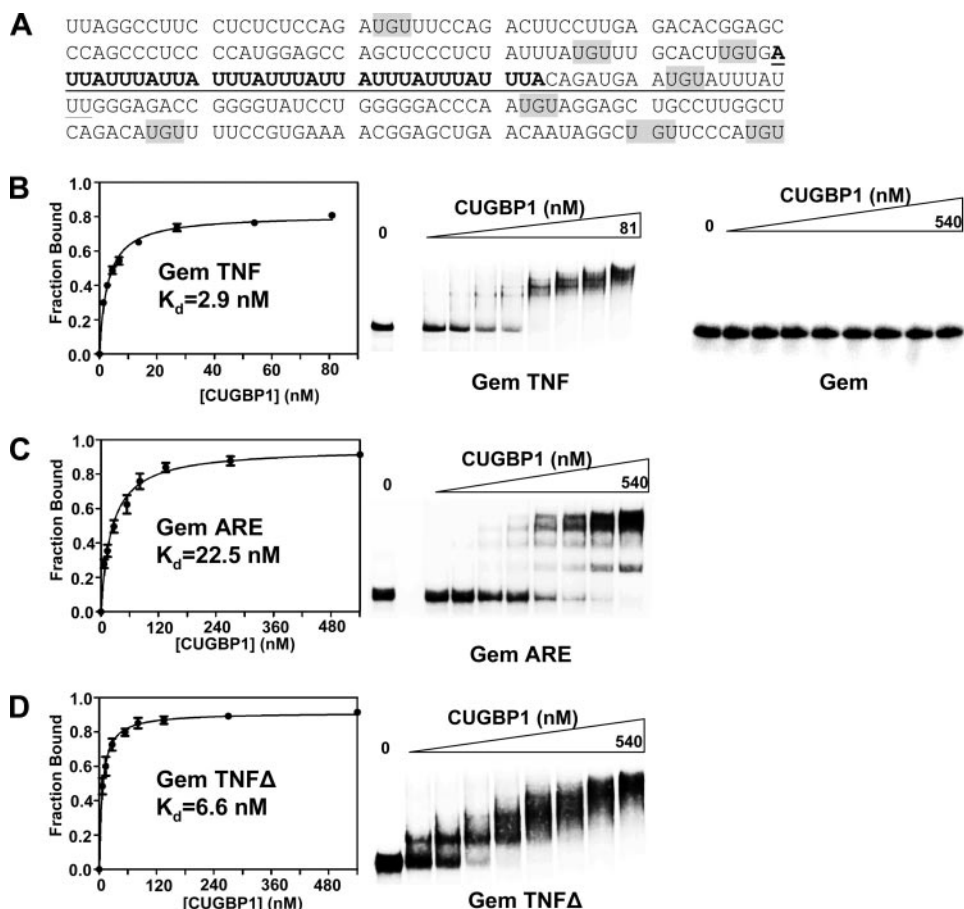 A
UUAGGCCUUCC CUCUCUCCAG AUGUUUCCAGA CUUCCUUGA GACACGGAGC
CCAGCCCUCC CCAUGGAGCC AGCUCCCUCU AUUUAUGUUU GCACUUGUGA
UUAUUUAUUA UUUAUUUAUU AUUUAUUUAU UUACAGAUGAA UGUAUUUAU
UUGGGAGACC GGGGUAUCCU GGGGGACCCA AUGUAGGAGC UGCCUUGGCU
CAGACAUGUU UUCCGUGAAA ACGGAGCUGA ACAAUAGGCU GUUCCCAUGU
B
Fraction Bound
1.0
0.8
0.6
0.4
0.2
0.0
Gem TNF
Kd=2.9 nM
0 20 40 60 80
[CUGBP1] (nM)
CUGBP1 (nM)
0
81
Gem TNF
CUGBP1 (nM)
0
540
Gem
C
Fraction Bound
1.0
0.8
0.6
0.4
0.2
0.0
Gem ARE
Kd=22.5 nM
0 120 240 360 480
[CUGBP1] (nM)
CUGBP1 (nM)
0
540
Gem ARE
D
Fraction Bound
1.0
0.8
0.6
0.4
0.2
0.0
Gem TNFΔ
Kd=6.6 nM
0 120 240 360 480
[CUGBP1] (nM)
CUGBP1 (nM)
0
540
Gem TNFΔ